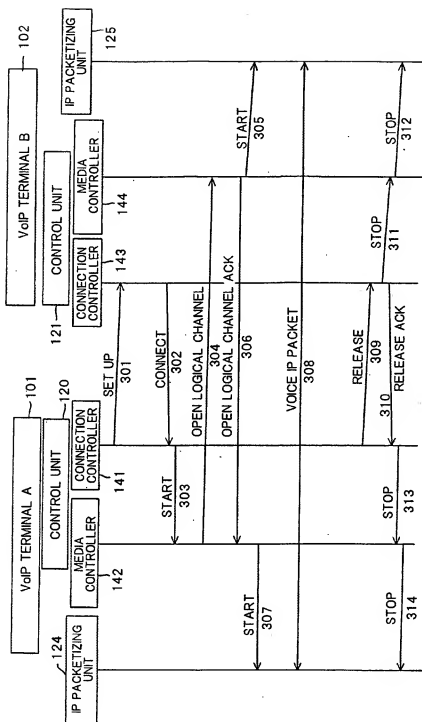 101
VoIP TERMINAL A
120
CONTROL UNIT
124
IP PACKETIZING
UNIT
MEDIA
CONTROLLER
142
CONNECTION
CONTROLLER
141
102
VoIP TERMINAL B
121
CONTROL UNIT
CONNECTION
CONTROLLER
143
MEDIA
CONTROLLER
144
IP PACKETIZING
UNIT
125
SET UP
301
CONNECT
302
START
303
OPEN LOGICAL CHANNEL
304
START
305
OPEN LOGICAL CHANNEL ACK
306
START
307
VOICE IP PACKET
308
RELEASE
309
310
RELEASE ACK
STOP
311
STOP
312
STOP
313
STOP
314